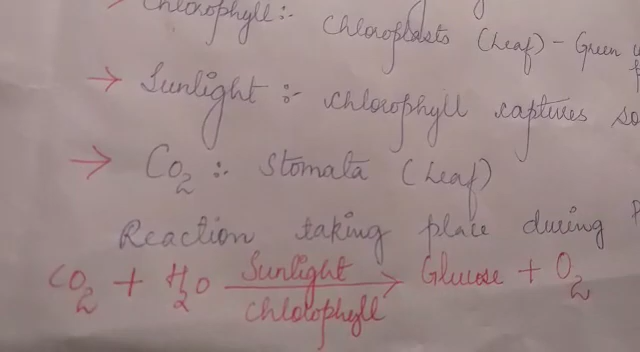 Chlorophyll :- Chloroplasts (Leaf) - Green
→ Sunlight :- chlorophyll captures
→ CO₂ :- Stomata (Leaf)
Reaction taking place during
CO₂ + H₂O Sunlight → Glucose + O₂
Chlorophyll